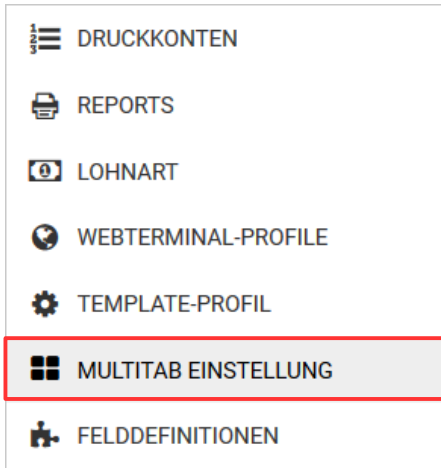 DRUCKKONTEN
REPORTS
LOHNART
WEBTERMINAL-PROFILE
TEMPLATE-PROFIL
MULTITAB EINSTELLUNG
FELDDEFINITIONEN